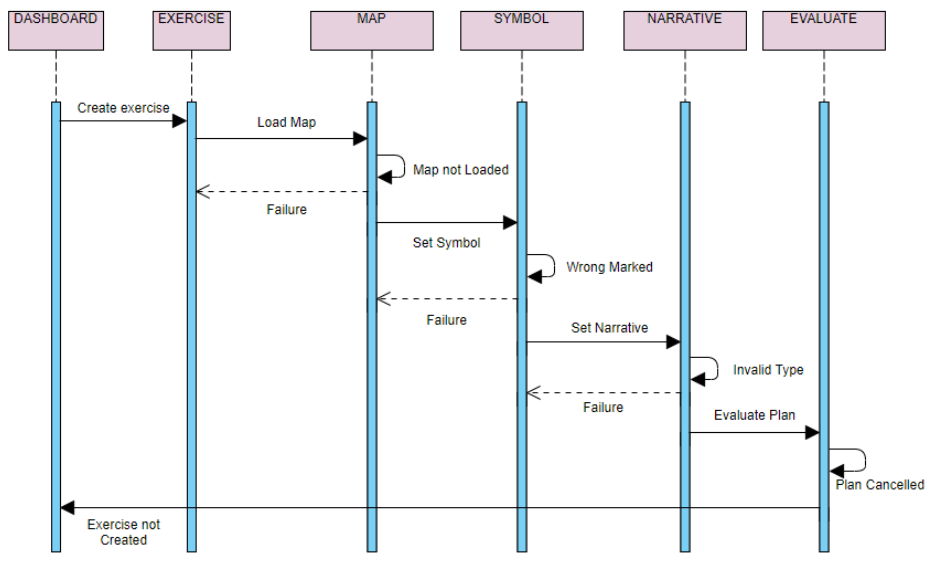 DASHBOARD
EXERCISE
MAP
SYMBOL
NARRATIVE
EVALUATE
Create exercise
Load Map
Map not Loaded
Failure
Set Symbol
Wrong Marked
Failure
Set Narrative
Invalid Type
Failure
Evaluate Plan
Plan Cancelled
Exercise not
Created